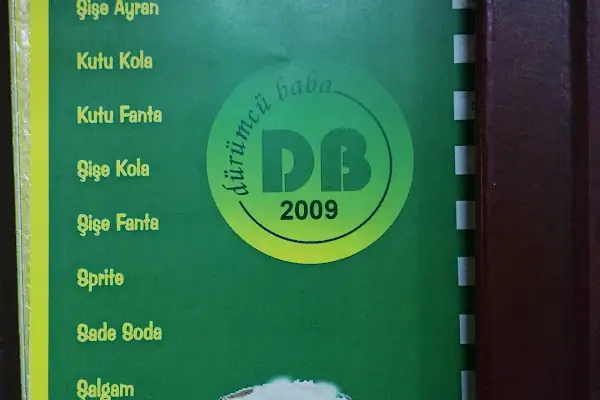 Şişe Ayran
Kutu Kola
Kutu Fanta
Şişe Kola
Şişe Fanta
Sprite
Sade Soda
Şalgam
dürümcü baba
DB
2009